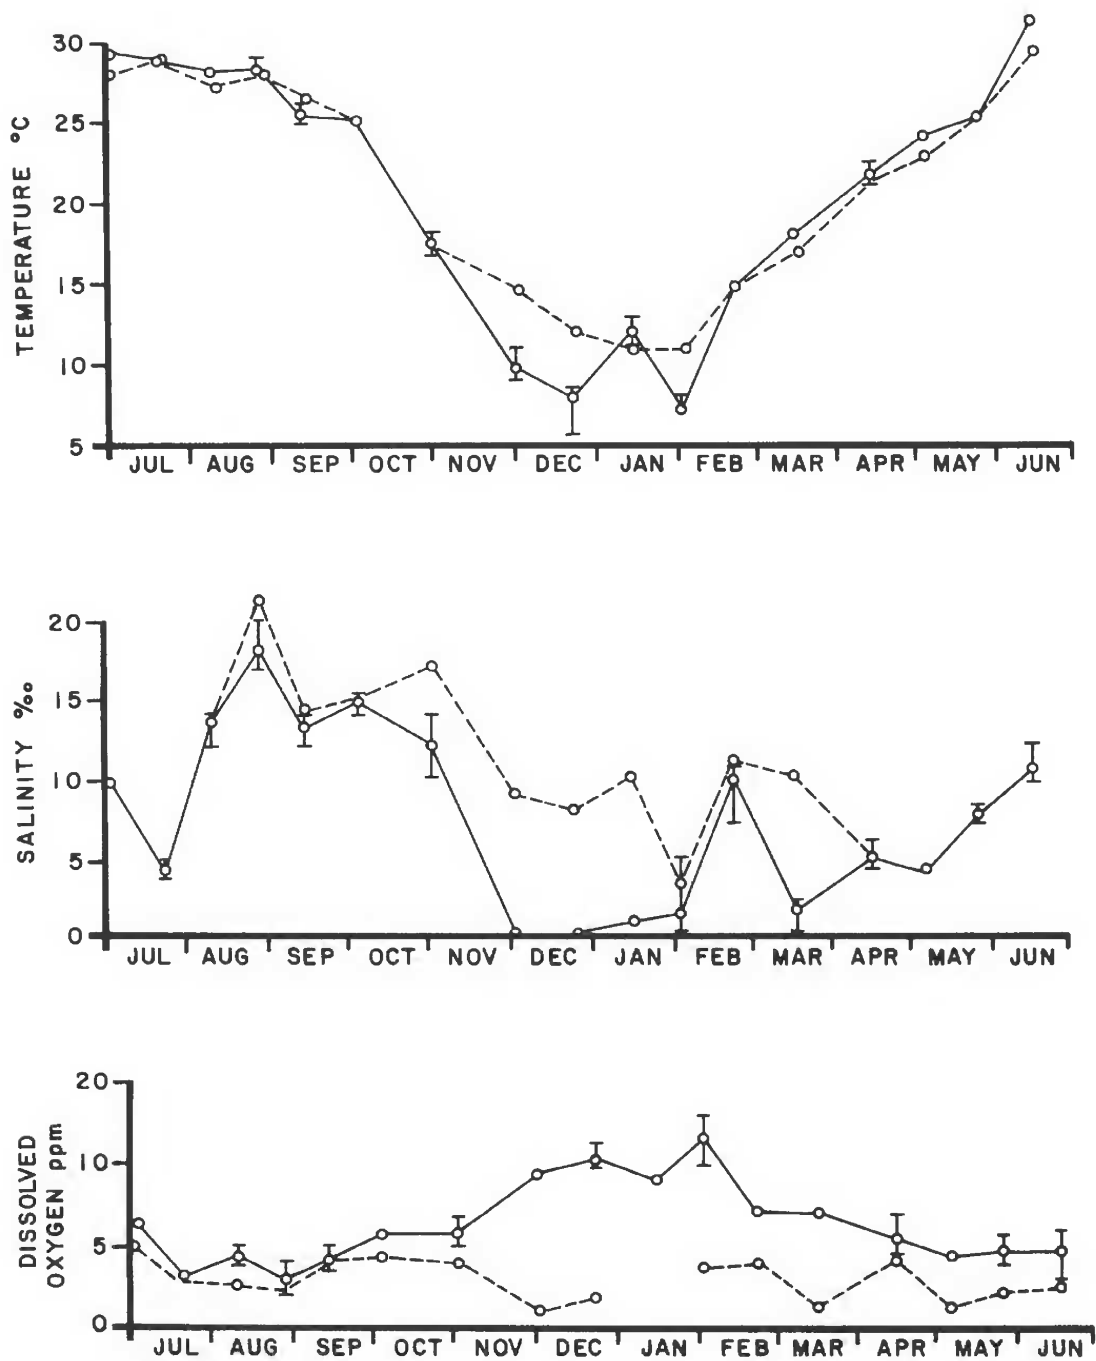 TEMPERATURE °C
30
25
20
15
10
5
JUL AUG SEP OCT NOV DEC JAN FEB MAR APR MAY JUN
SALINITY ‰
20
15
10
5
0
JUL AUG SEP OCT NOV DEC JAN FEB MAR APR MAY JUN
DISSOLVED
OXYGEN ppm
20
10
5
0
JUL AUG SEP OCT NOV DEC JAN FEB MAR APR MAY JUN